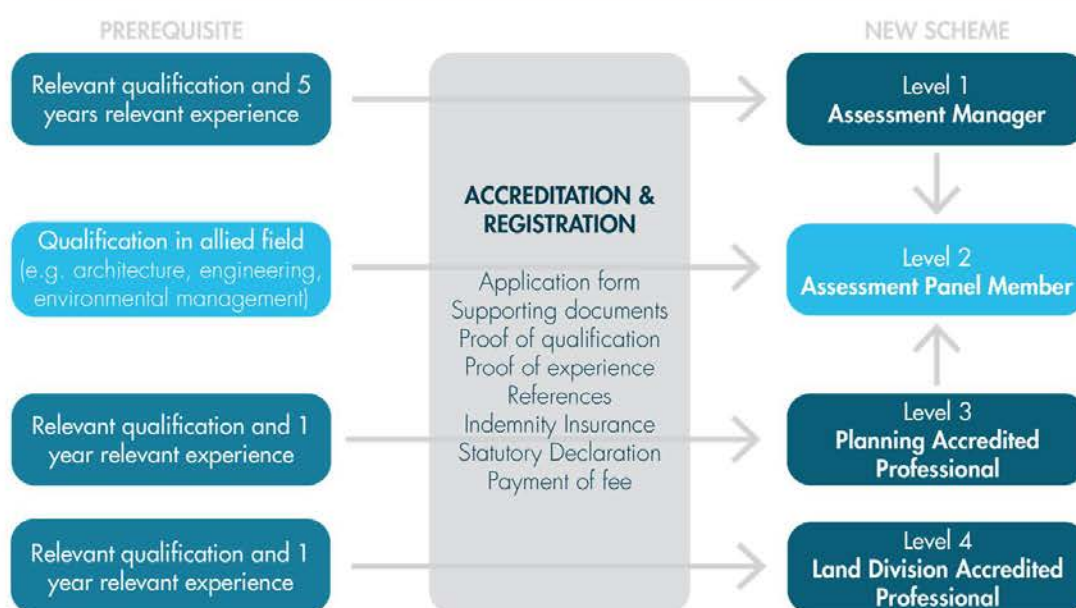 PREREQUISITE
NEW SCHEME
Relevant qualification and 5
years relevant experience
Level 1
Assessment Manager
ACCREDITATION &
REGISTRATION
Application form
Supporting documents
Proof of qualification
Proof of experience
References
Indemnity Insurance
Statutory Declaration
Payment of fee
Qualification in allied field
(e.g. architecture, engineering,
environmental management)
Level 2
Assessment Panel Member
Relevant qualification and 1
year relevant experience
Level 3
Planning Accredited
Professional
Relevant qualification and 1
year relevant experience
Level 4
Land Division Accredited
Professional